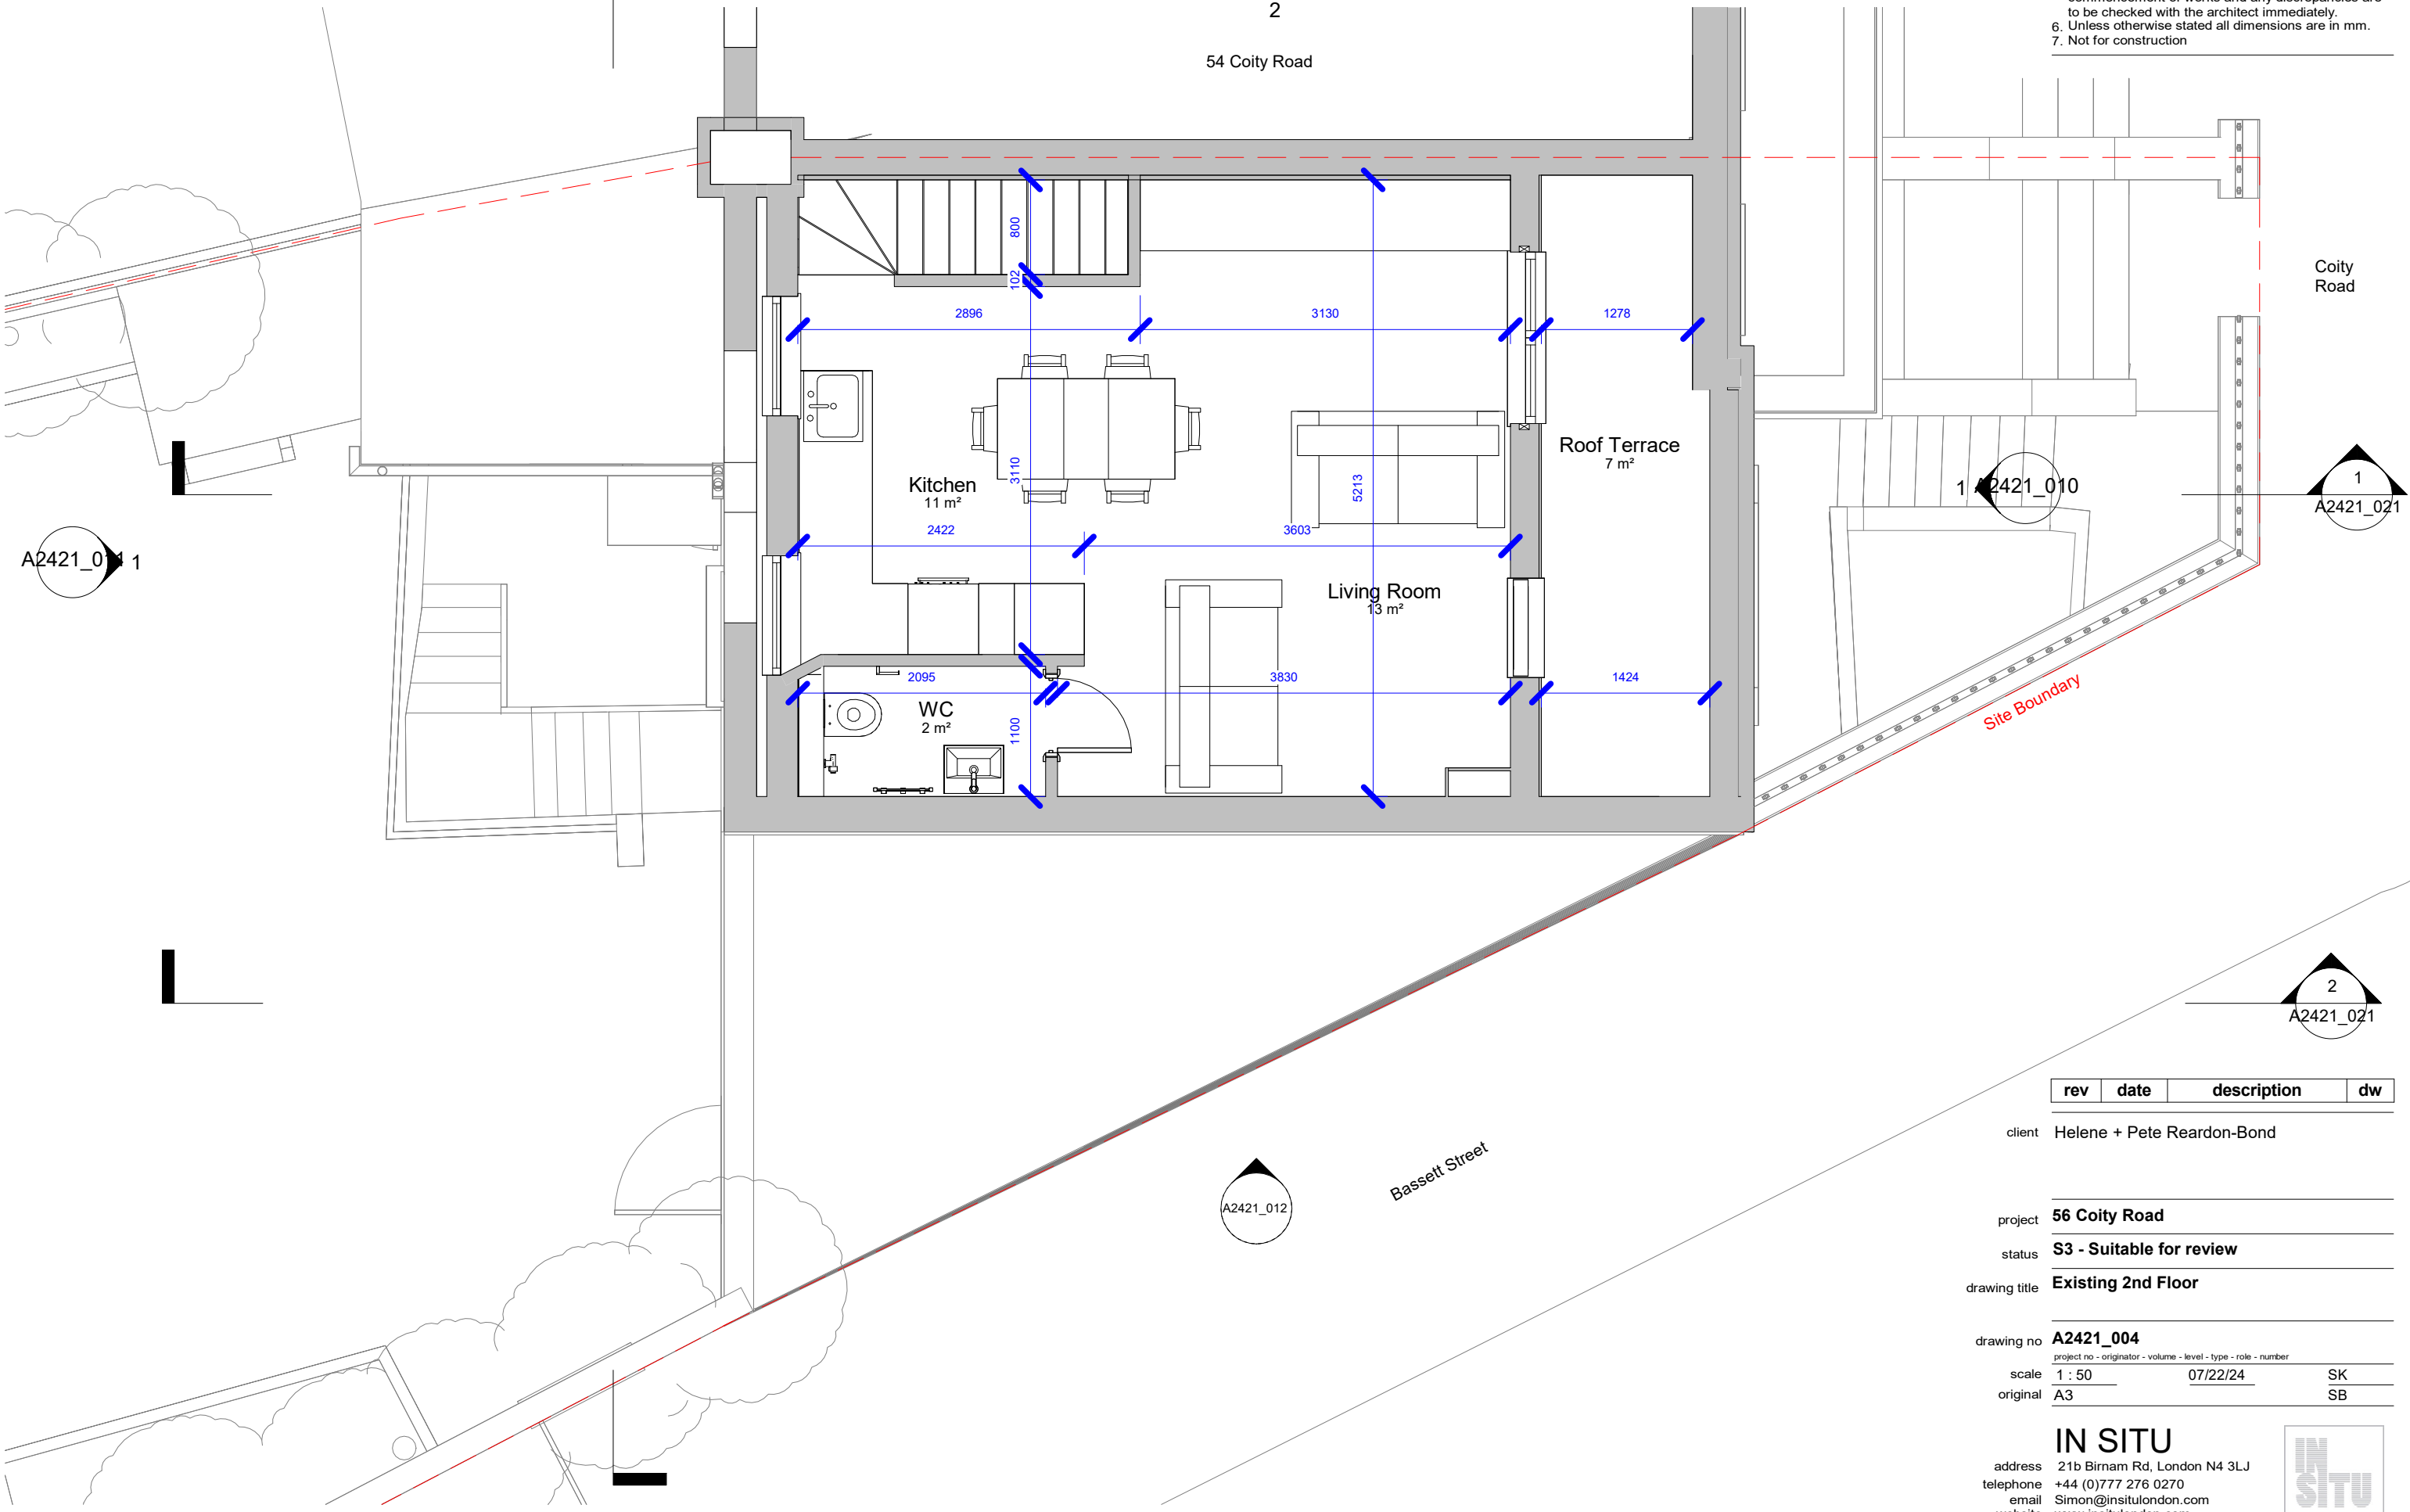 2
54 Coity Road
to be checked with the architect immediately.
6. Unless otherwise stated all dimensions are in mm.
7. Not for construction
Coity
Road
800
102
2896
3130
1278
Kitchen
11 m²
3110
5213
Roof Terrace
7 m²
1 A2421_010
1
A2421_021
2422
3603
1
Living Room
13 m²
2095
3830
1424
WC
2 m²
1100
Site Boundary
2
A2421_021
rev date description dw
client Helene + Pete Reardon-Bond
Bassett Street
A2421_012
project 56 Coity Road
status S3 - Suitable for review
drawing title Existing 2nd Floor
drawing no A2421_004
project no - originator - volume - level - type - role - number
scale 1 : 50 07/22/24 SK
original A3 SB
IN SITU
address 21b Birnam Rd, London N4 3LJ
telephone +44 (0)777 276 0270
email Simon@insitulondon.com
IN
SITU